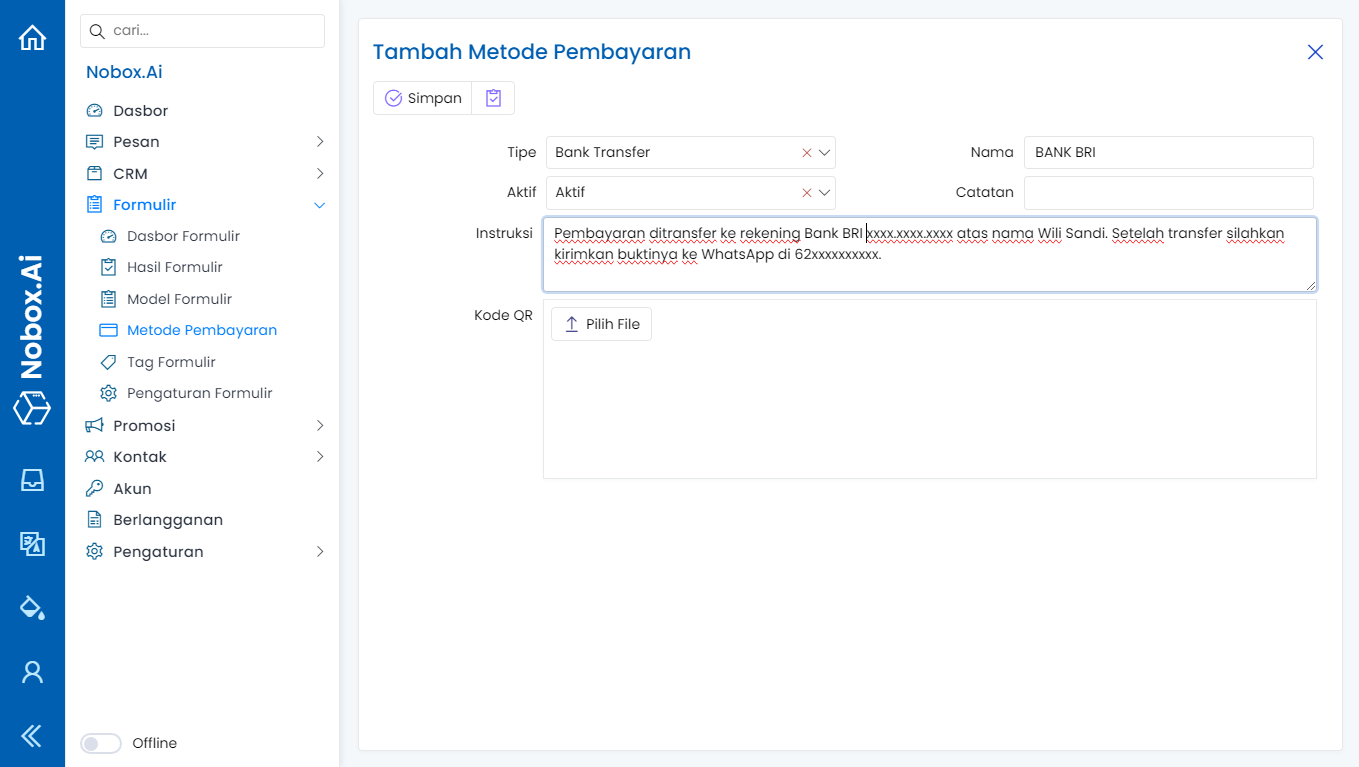 cari...
Nobox.Ai
Dasbor
Pesan
CRM
Formulir
Dasbor Formulir
Hasil Formulir
Model Formulir
Metode Pembayaran
Tag Formulir
Pengaturan Formulir
Promosi
Kontak
Akun
Berlangganan
Pengaturan
Offline
Nobox.Ai
Tambah Metode Pembayaran
Simpan
Tipe Bank Transfer
Nama BANK BRI
Aktif Aktif
Catatan
Instruksi Pembayaran ditransfer ke rekening Bank BRI xxxx.xxxx.xxxx atas nama Wili Sandi. Setelah transfer silahkan
kirimkan buktinya ke WhatsApp di 62xxxxxxxxxx.
Kode QR Pilih File